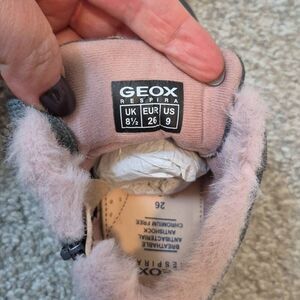 GEOX
RESPIRA
UK EUR US
8½ 26 9
26
CHROMIUM FREE
ANTISHOCK
ANTIBACTERIAL
BREATHABLE
RESPIRA
GEOX